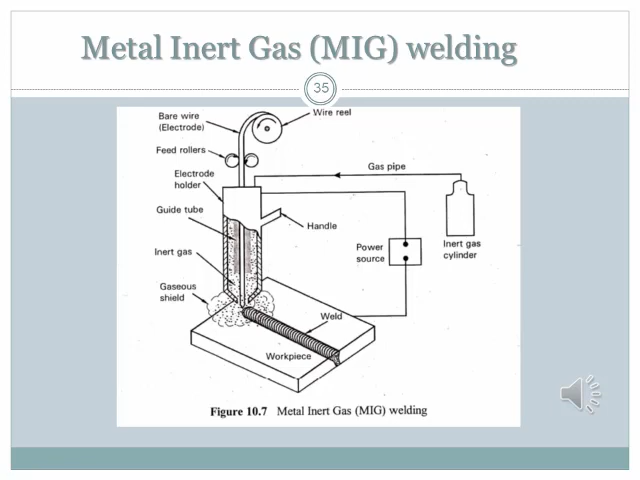 Metal Inert Gas (MIG) welding
35
Bare wire
(Electrode)
Wire reel
Feed rollers
Gas pipe
Electrode
holder
Guide tube
Handle
Inert gas
Power
source
Inert gas
cylinder
Gaseous
shield
Weld
Workpiece
Figure 10.7 Metal Inert Gas (MIG) welding